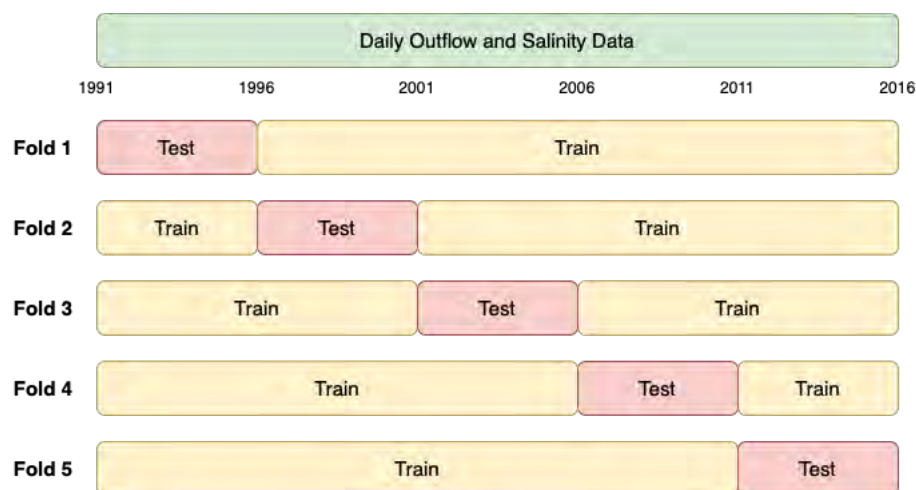 Daily Outflow and Salinity Data
1991 1996 2001 2006 2011 2016
Fold 1 Test Train
Fold 2 Train Test Train
Fold 3 Train Test Train
Fold 4 Train Test Train
Fold 5 Train Test